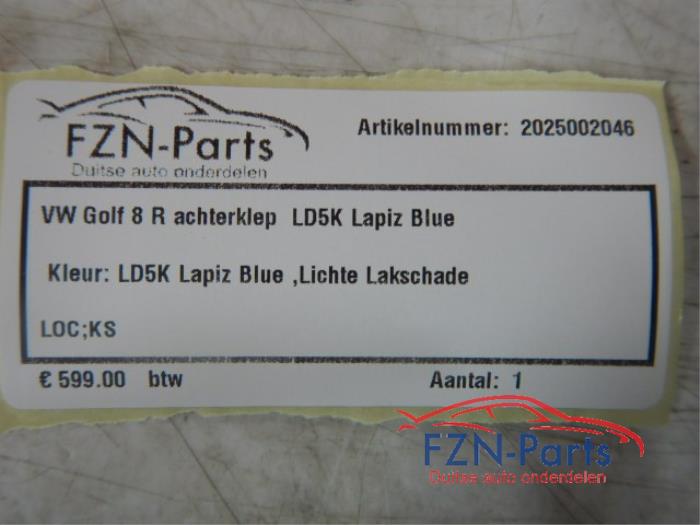 FZN-Parts
Duitse auto onderdelen
Artikelnummer: 2025002046
VW Golf 8 R achterklep LD5K Lapiz Blue
Kleur: LD5K Lapiz Blue ,Lichte Lakschade
LOC;KS
€ 599.00 btw
Aantal: 1
FZN-Parts
Duitse auto onderdelen